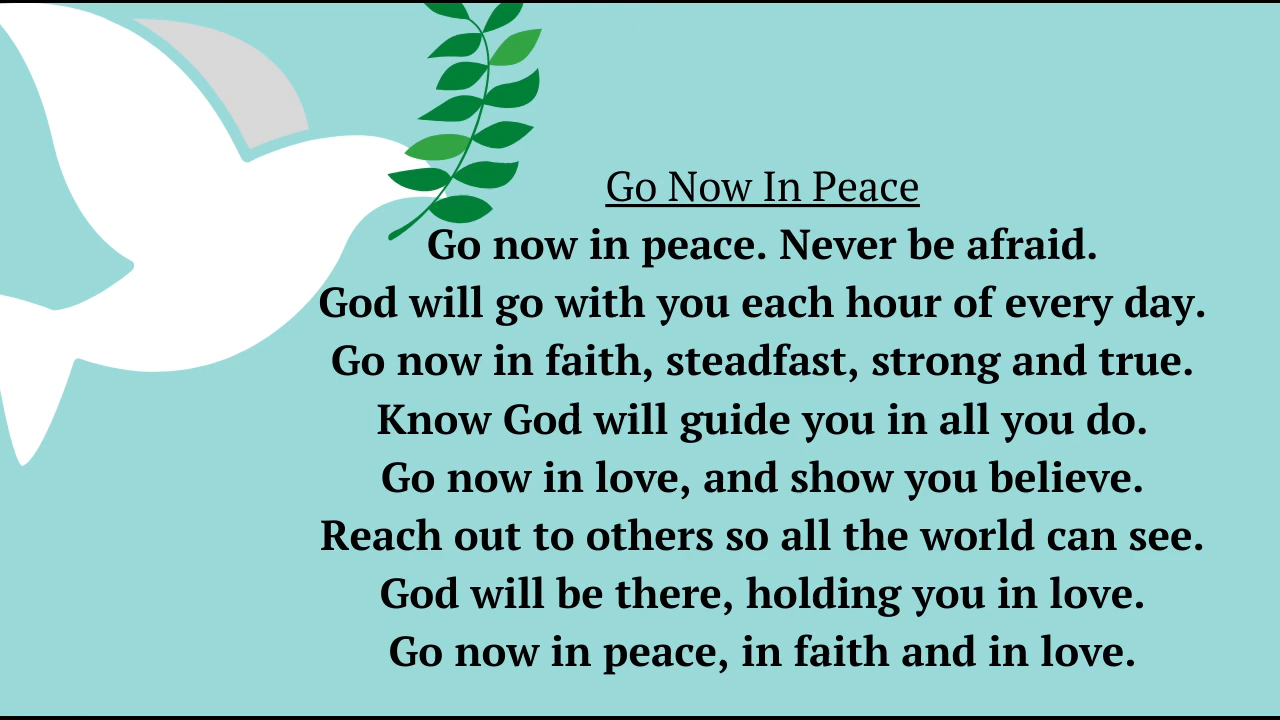 Go Now In Peace
Go now in peace. Never be afraid.
God will go with you each hour of every day.
Go now in faith, steadfast, strong and true.
Know God will guide you in all you do.
Go now in love, and show you believe.
Reach out to others so all the world can see.
God will be there, holding you in love.
Go now in peace, in faith and in love.